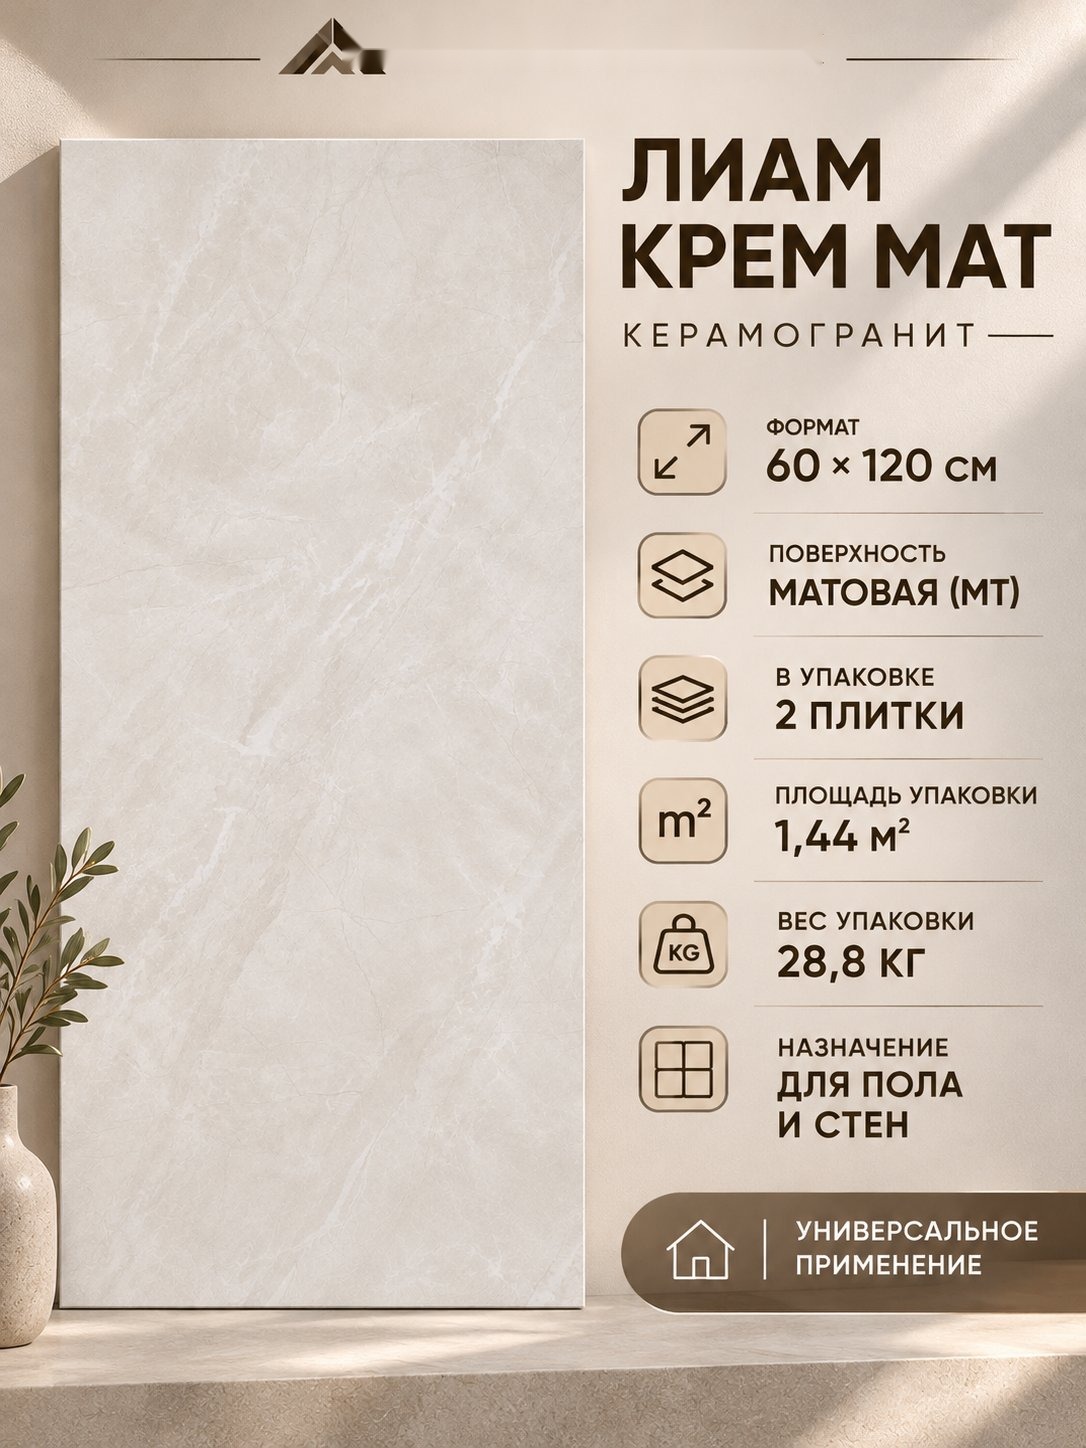 ЛИАМ
КРЕМ МАТ
КЕРАМОГРАНИТ
ФОРМАТ
60 × 120 СМ
ПОВЕРХНОСТЬ
МАТОВАЯ (МТ)
В УПАКОВКЕ
2 ПЛИТКИ
m²
ПЛОЩАДЬ УПАКОВКИ
1,44 м²
KG
ВЕС УПАКОВКИ
28,8 КГ
НАЗНАЧЕНИЕ
ДЛЯ ПОЛА
И СТЕН
УНИВЕРСАЛЬНОЕ
ПРИМЕНЕНИЕ